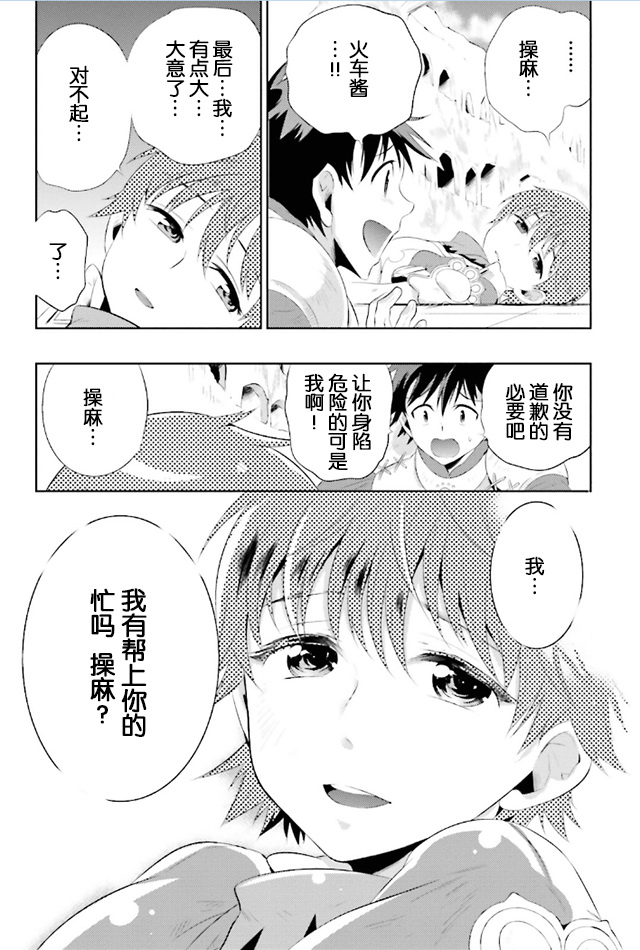 ……
操麻
火车酱
…!!
最后…我…
有点大…
大意了…
对不起…
了…
你没有
道歉的
必要吧
让你身陷
危险的可是
我啊！
操麻…
我…
我有帮上你的
忙吗 操麻？